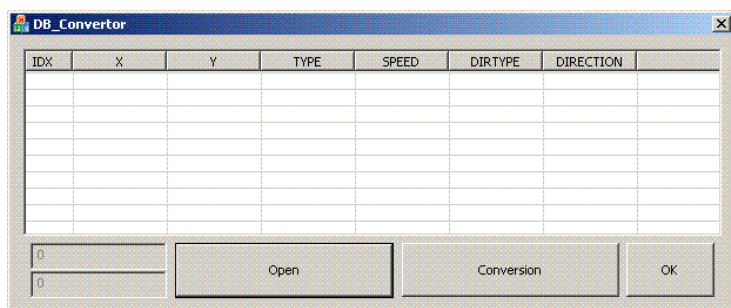 DB_Convertor
IDX X Y TYPE SPEED DIRTYPE DIRECTION
0
Open Conversion OK
0